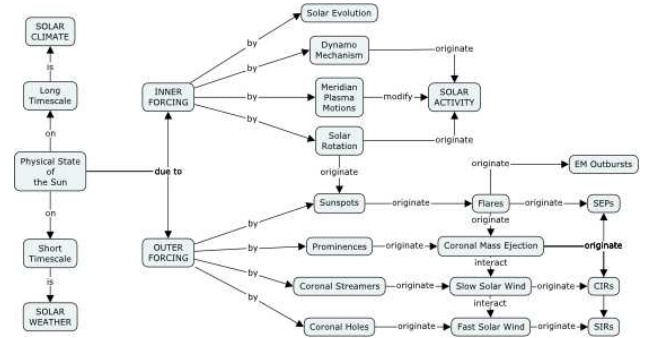 SOLAR
CLIMATE
is
Long
Timescale
on
Physical State
of
the Sun
on
Short
Timescale
is
SOLAR
WEATHER
due to
INNER
FORCING
OUTER
FORCING
by
Solar Evolution
by
Dynamo
Mechanism
originate
by
Meridian
Plasma
Motions
modify
SOLAR
ACTIVITY
by
Solar
Rotation
originate
originate
by
Sunspots
originate
Flares
originate
EM Outbursts
originate
SEPs
originate
by
Prominences
originate
Coronal Mass Ejection
originate
interact
by
Coronal Streamers
originate
Slow Solar Wind
originate
CIRs
interact
by
Coronal Holes
originate
Fast Solar Wind
originate
SIRs